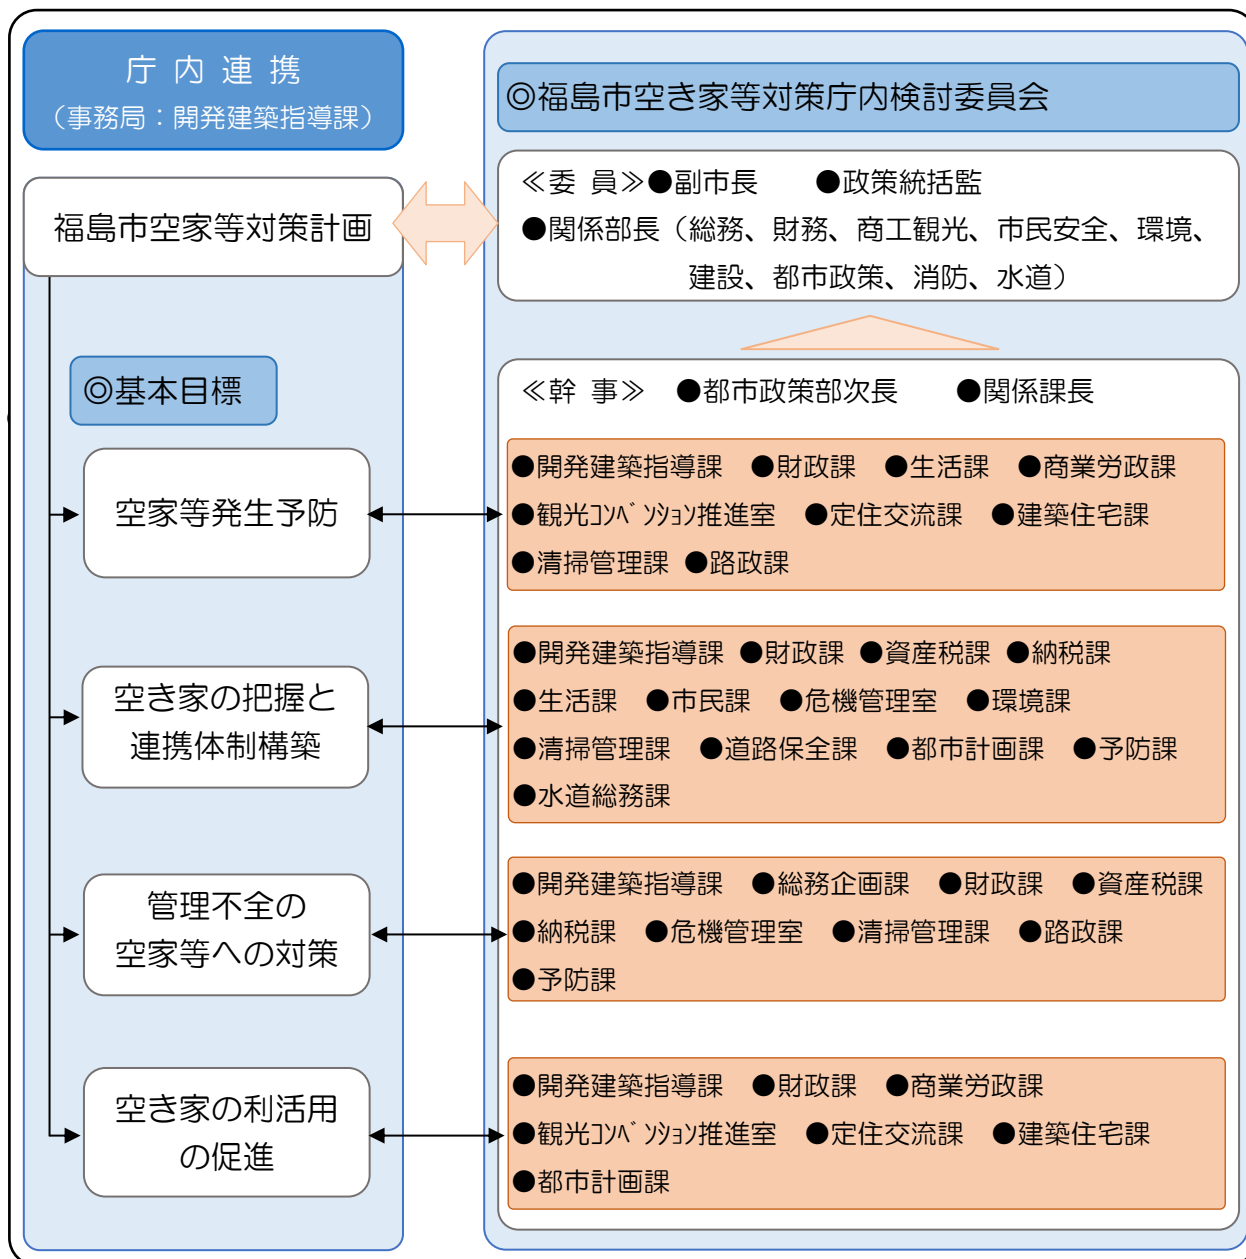 庁 内 連 携
（事務局：開発建築指導課）
福島市空家等対策計画
◎基本目標
空家等発生予防
空き家の把握と
連携体制構築
管理不全の
空家等への対策
空き家の利活用
の促進
◎福島市空き家等対策庁内検討委員会
≪委 員≫●副市長 ●政策統括監
●関係部長（総務、財務、商工観光、市民安全、環境、
建設、都市政策、消防、水道）
≪幹 事≫ ●都市政策部次長 ●関係課長
●開発建築指導課 ●財政課 ●生活課 ●商業労政課
●観光ｺﾝﾍﾞﾝｼｮﾝ推進室 ●定住交流課 ●建築住宅課
●清掃管理課 ●路政課
●開発建築指導課 ●財政課 ●資産税課 ●納税課
●生活課 ●市民課 ●危機管理室 ●環境課
●清掃管理課 ●道路保全課 ●都市計画課 ●予防課
●水道総務課
●開発建築指導課 ●総務企画課 ●財政課 ●資産税課
●納税課 ●危機管理室 ●清掃管理課 ●路政課
●予防課
●開発建築指導課 ●財政課 ●商業労政課
●観光ｺﾝﾍﾞﾝｼｮﾝ推進室 ●定住交流課 ●建築住宅課
●都市計画課